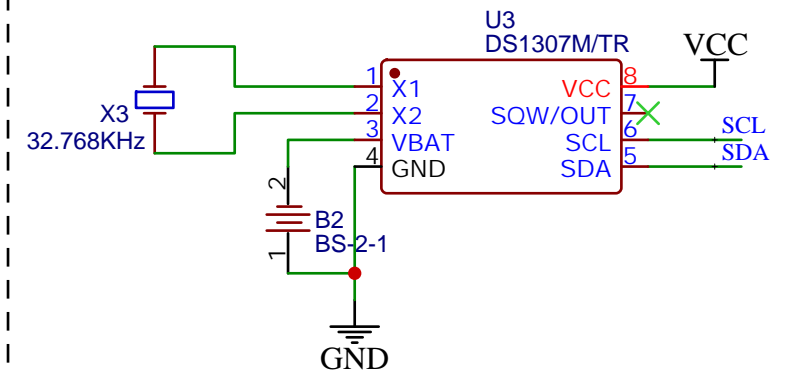 U3
DS1307M/TR
VCC
X3
32.768KHz
1 X1
2 X2
3 VBAT
4 GND
VCC 8
SQW/OUT 7
SCL 6
SDA 5
SCL
SDA
2
B2
BS-2-1
1
GND